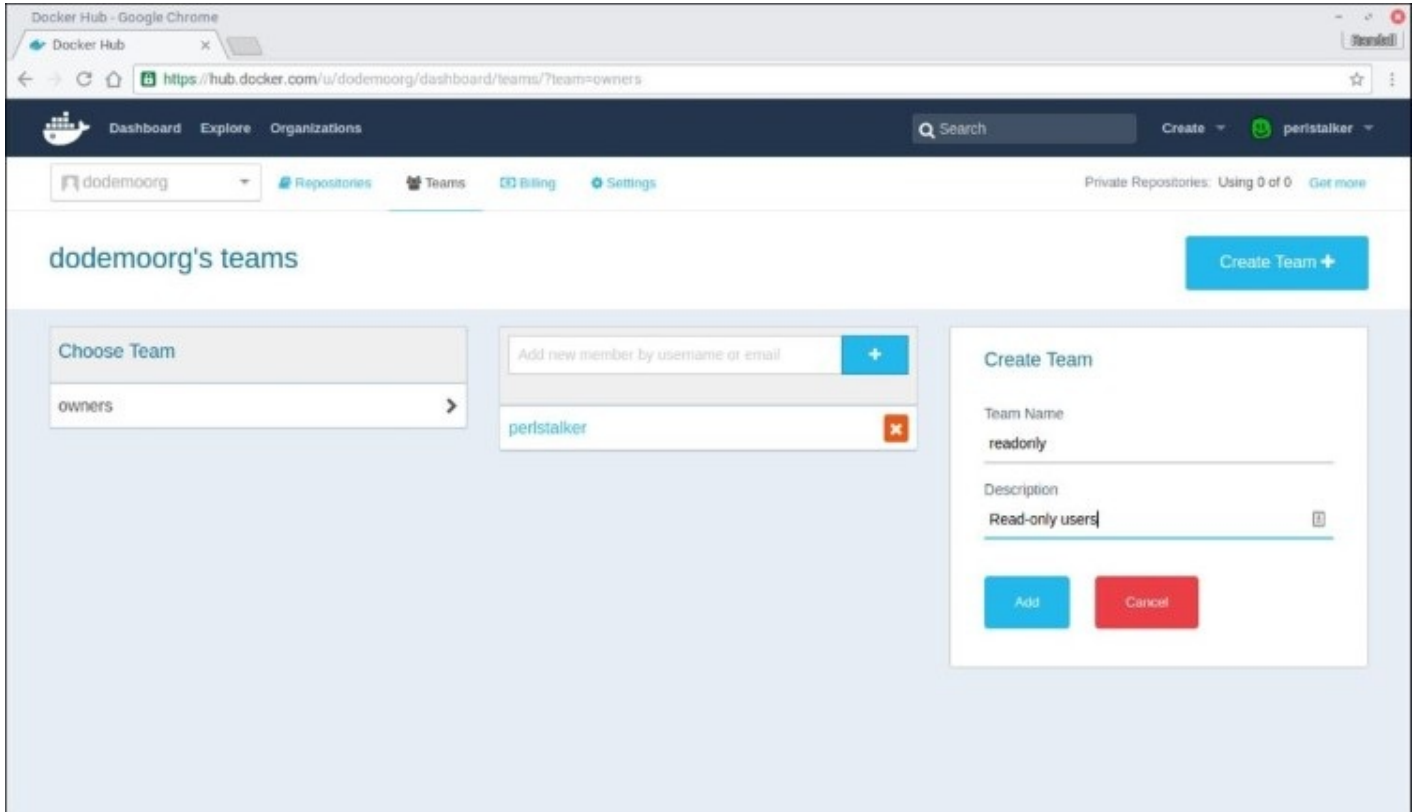 Docker Hub - Google Chrome
Docker Hub
https://hub.docker.com/u/dodemoorg/dashboard/teams/?team=owners
Dashboard Explore Organizations Search Create perlstalker
dodemoorg Repositories Teams Billing Settings Private Repositories: Using 0 of 0 Get more
dodemoorg's teams
Create Team
Choose Team
owners
Add new member by username or email
perlstalker
Create Team
Team Name
readonly
Description
Read-only users
Add Cancel